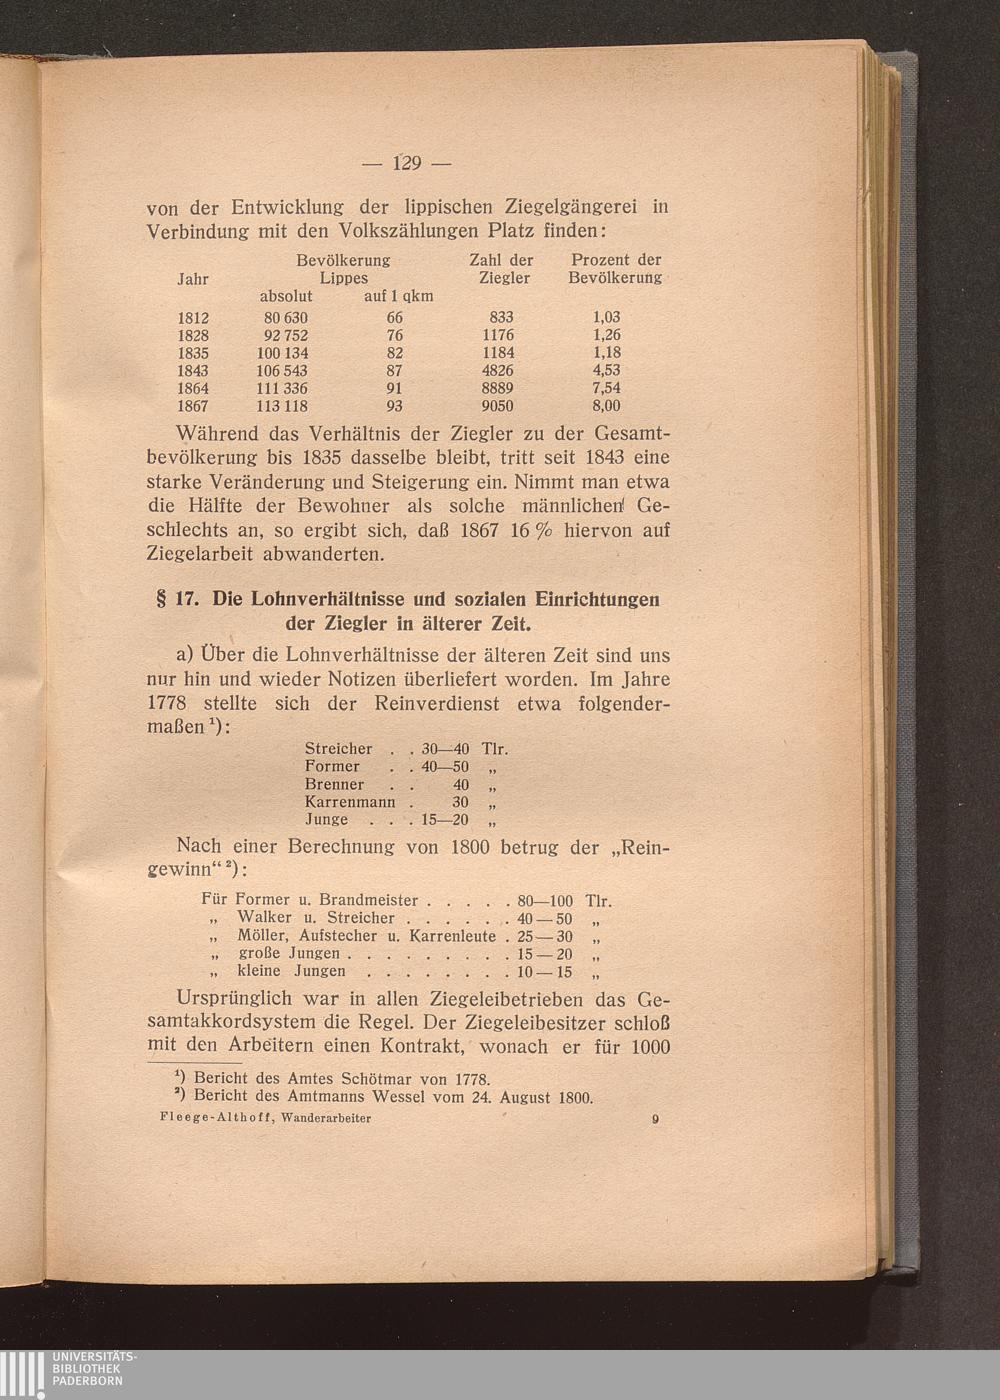 — 129 —
von der Entwicklung der lippischen Ziegelgängerei in
Verbindung mit den Volkszählungen Platz finden:
Bevölkerung Zahl der Prozent der
Jahr Lippes Ziegler Bevölkerung
absolut auf 1 qkm
1812 80 630 66 833 1,03
1828 92 752 76 1176 1,26
1835 100 134 82 1184 1,18
1843 106 543 87 4826 4,53
1864 111 336 91 8889 7,54
1867 113 118 93 9050 8,00
Während das Verhältnis der Ziegler zu der Gesamt-
bevölkerung bis 1835 dasselbe bleibt, tritt seit 1843 eine
starke Veränderung und Steigerung ein. Nimmt man etwa
die Hälfte der Bewohner als solche männlichen Ge-
schlechts an, so ergibt sich, daß 1867 16 % hiervon auf
Ziegelarbeit abwanderten.
§ 17. Die Lohnverhältnisse und sozialen Einrichtungen
der Ziegler in älterer Zeit.
a) Über die Lohnverhältnisse der älteren Zeit sind uns
nur hin und wieder Notizen überliefert worden. Im Jahre
1778 stellte sich der Reinverdienst etwa folgender-
maßen ¹):
Streicher . . 30—40 Tlr.
Former . . 40—50 „
Brenner . . 40 „
Karrenmann . 30 „
Junge . . . 15—20 „
Nach einer Berechnung von 1800 betrug der „Rein-
gewinn“ ²):
Für Former u. Brandmeister . . . . . 80—100 Tlr.
„ Walker u. Streicher . . . . . . 40 — 50 „
„ Möller, Aufstecher u. Karrenleute . 25 — 30 „
„ große Jungen . . . . . . . . . 15 — 20 „
„ kleine Jungen . . . . . . . . 10 — 15 „
Ursprünglich war in allen Ziegeleibetrieben das Ge-
samtakkordsystem die Regel. Der Ziegeleibesitzer schloß
mit den Arbeitern einen Kontrakt, wonach er für 1000
¹) Bericht des Amtes Schötmar von 1778.
²) Bericht des Amtmanns Wessel vom 24. August 1800.
Fleege-Althoff, Wanderarbeiter 9
UNIVERSITÄTS-
BIBLIOTHEK
PADERBORN